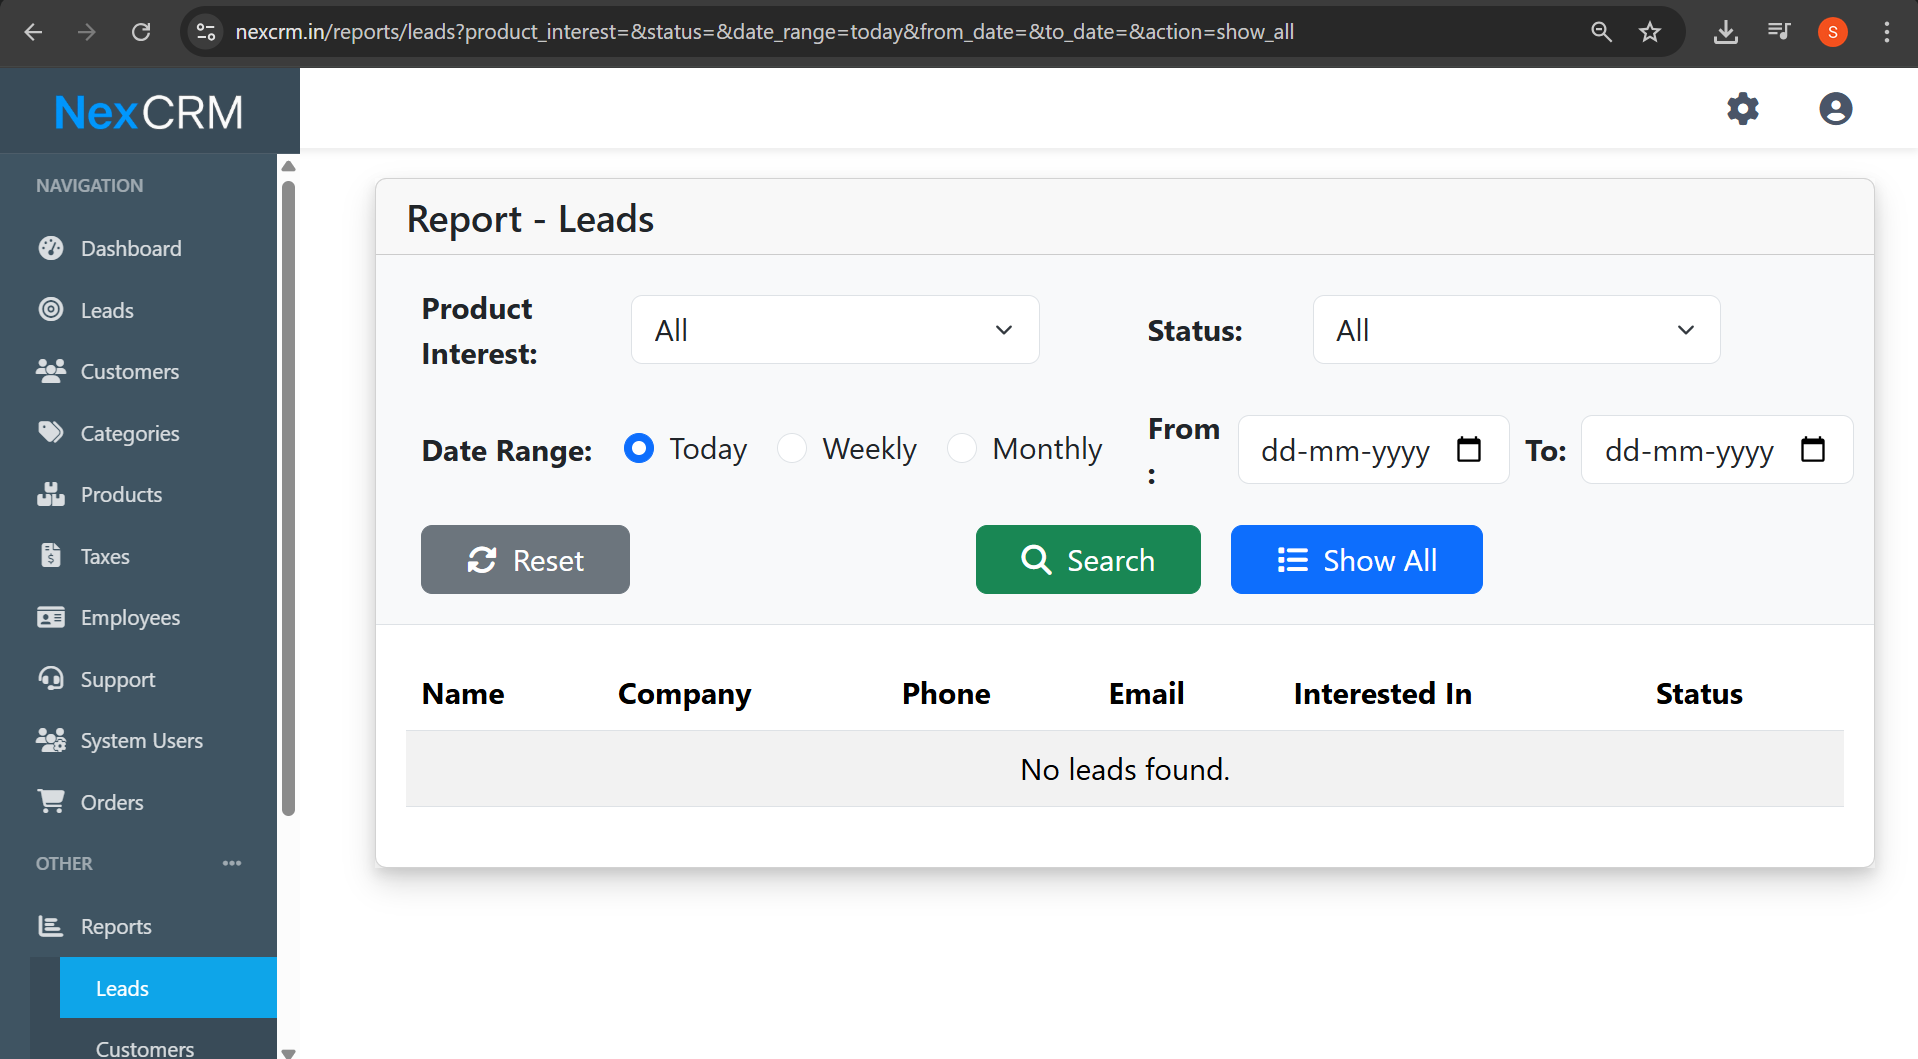 nexcrm.in/reports/leads?product_interest=&status=&date_range=today&from_date=&to_date=&action=show_all
S
NexCRM
NAVIGATION
Dashboard
Leads
Customers
Categories
Products
Taxes
Employees
Support
System Users
Orders
OTHER
Reports
Leads
Customers
Report - Leads
Product
Interest:
All
Status:
All
Date Range:
Today
Weekly
Monthly
From
:
dd-mm-yyyy
To:
dd-mm-yyyy
Reset
Search
Show All
Name Company Phone Email Interested In Status
No leads found.